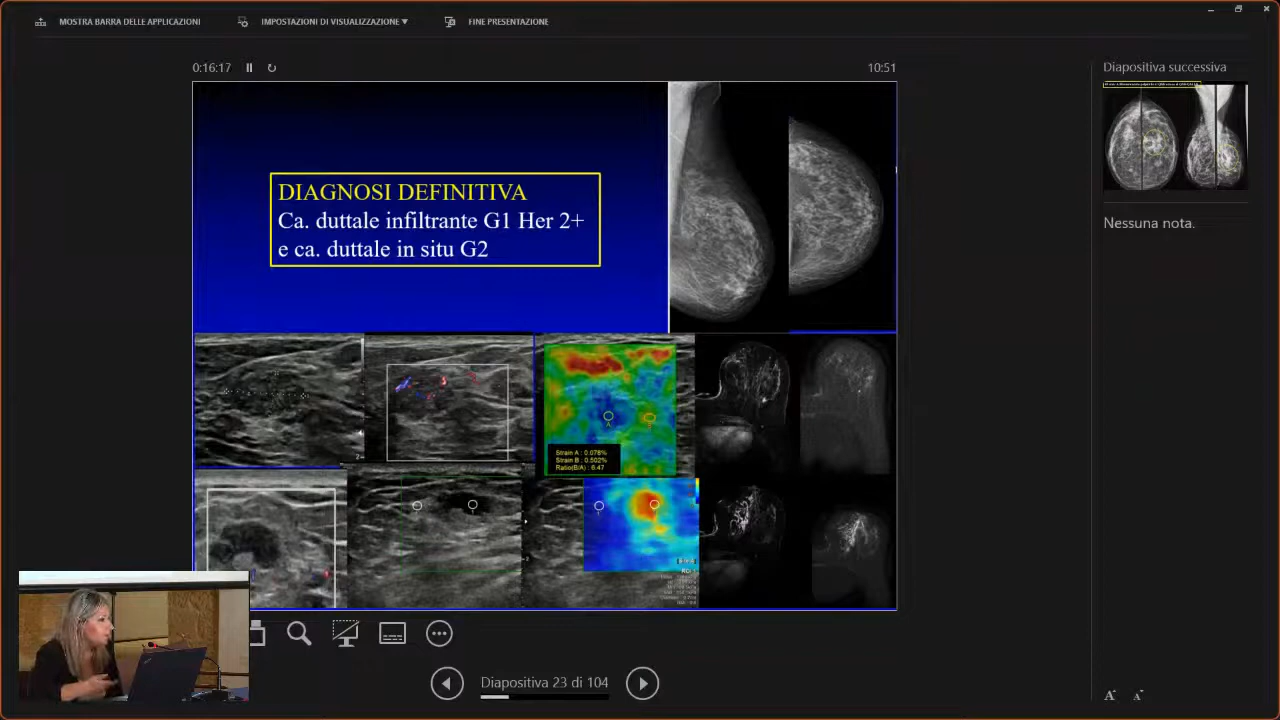 MOSTRA BARRA DELLE APPLICAZIONI
IMPOSTAZIONI DI VISUALIZZAZIONE ▼
FINE PRESENTAZIONE
0:16:17
10:51
Diapositiva successiva
DIAGNOSI DEFINITIVA
Ca. duttale infiltrante G1 Her 2+
e ca. duttale in situ G2
Nessuna nota.
A
B
Strain A : 0.078%
Strain B : 0.502%
Ratio(B/A) : 6.47
Diapositiva 23 di 104